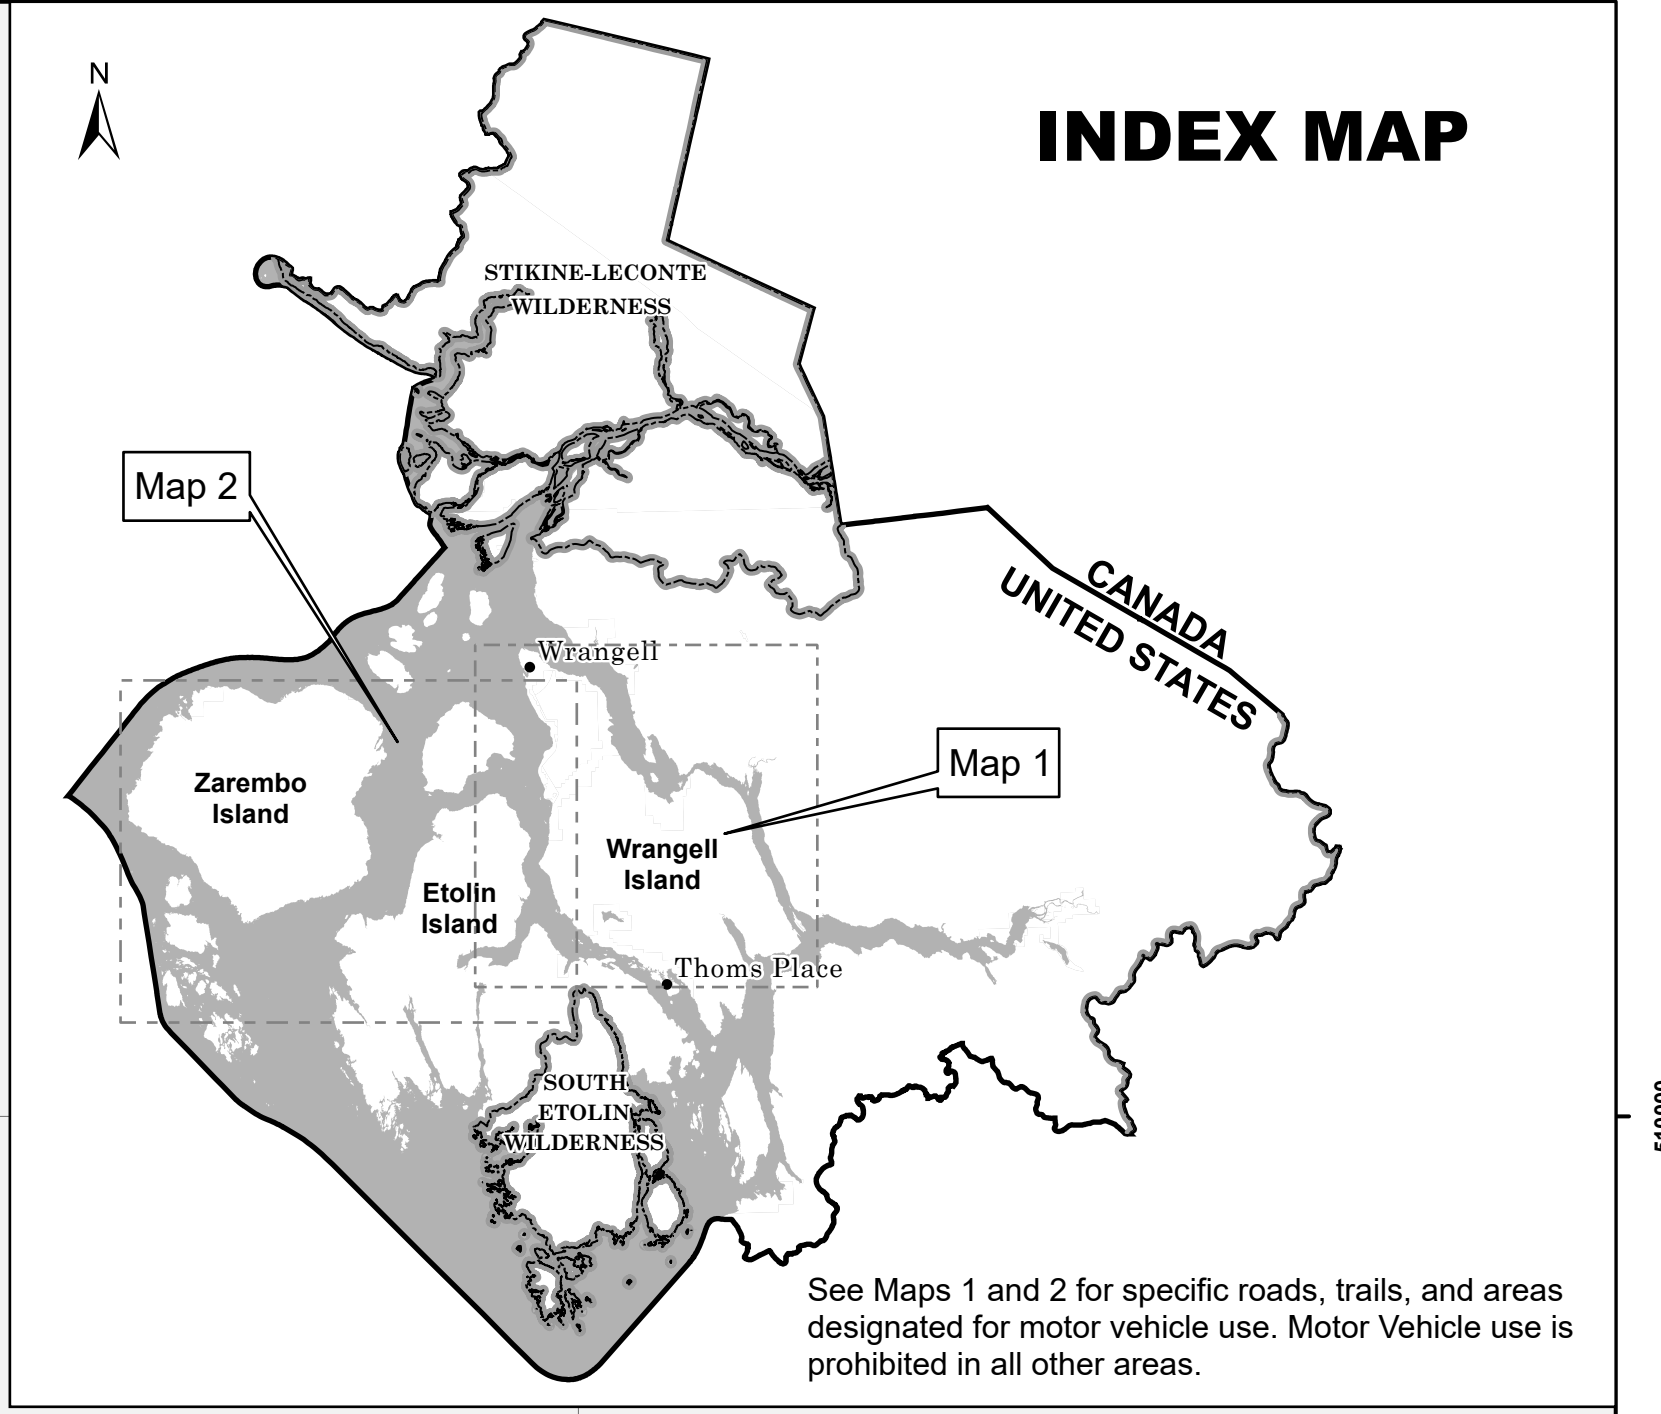 N
INDEX MAP
STIKINE-LECONTE
WILDERNESS
Map 2
CANADA
UNITED STATES
Wrangell
Map 1
Zarembo
Island
Wrangell
Island
Etolin
Island
Thoms Place
SOUTH
ETOLIN
WILDERNESS
See Maps 1 and 2 for specific roads, trails, and areas
designated for motor vehicle use. Motor Vehicle use is
prohibited in all other areas.